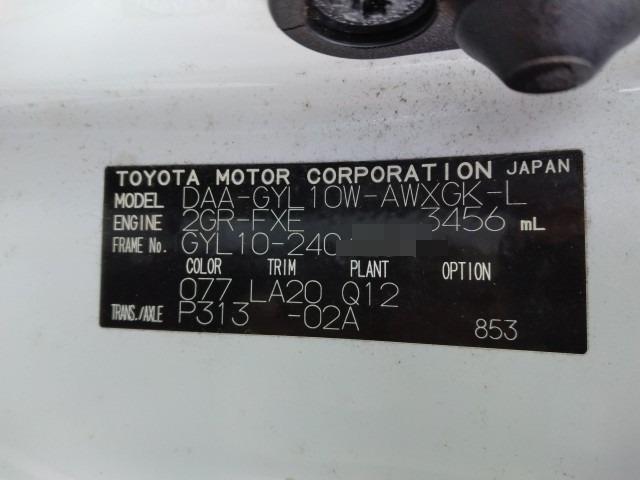 TOYOTA MOTOR CORPORATION JAPAN
MODEL DAA-GYL10W-AWXGK-L
ENGINE 2GR-FXE 3456 mL
FRAME No. GYL10-240
COLOR TRIM PLANT OPTION
077 LA20 Q12
TRANS./AXLE P313 -02A 853